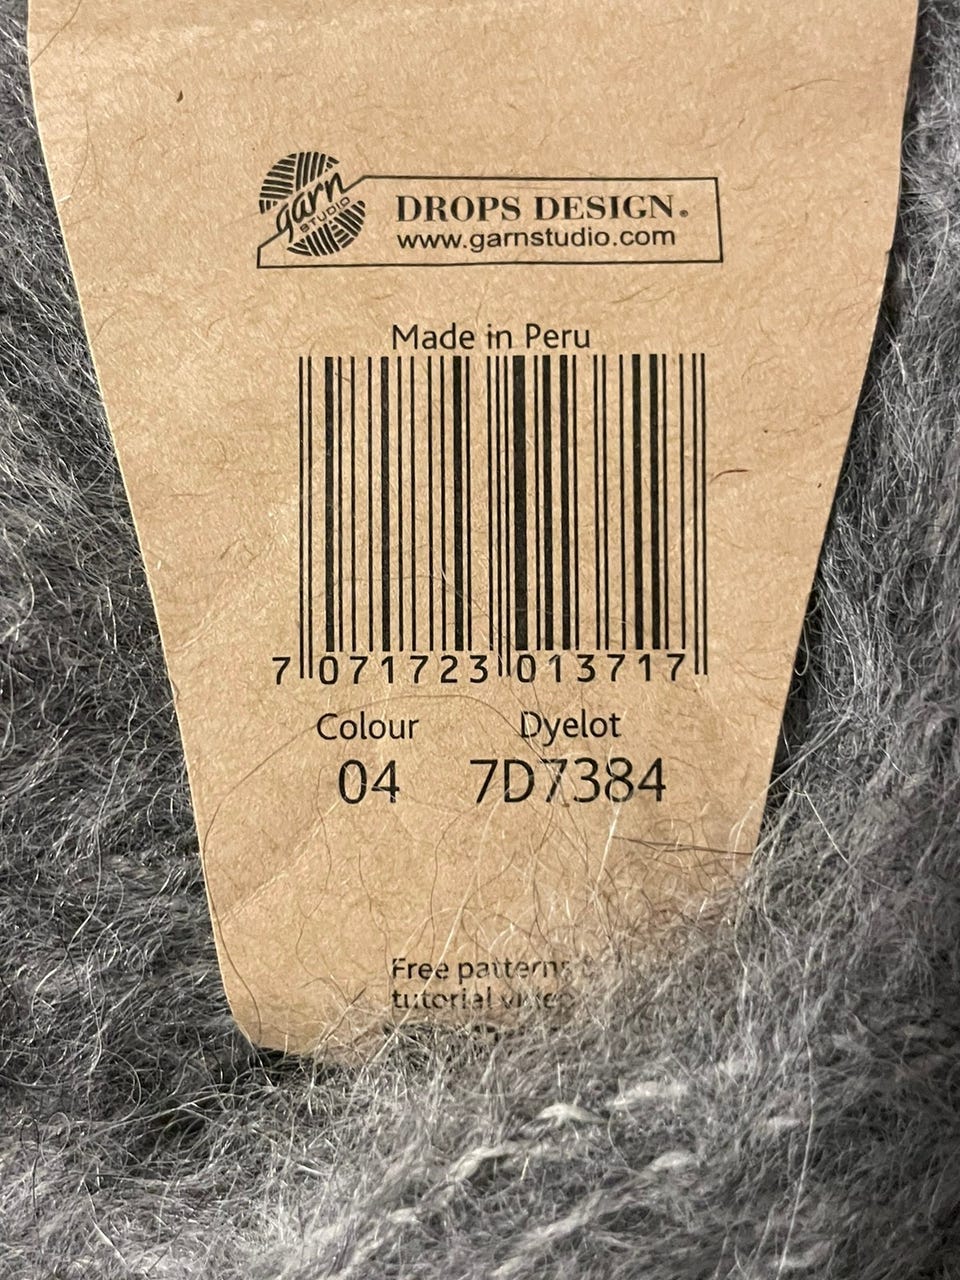 garn
STUDIO
DROPS DESIGN®
www.garnstudio.com
Made in Peru
7 071723 013717
Colour Dyelot
04 7D7384
Free patterns &
tutorial videos